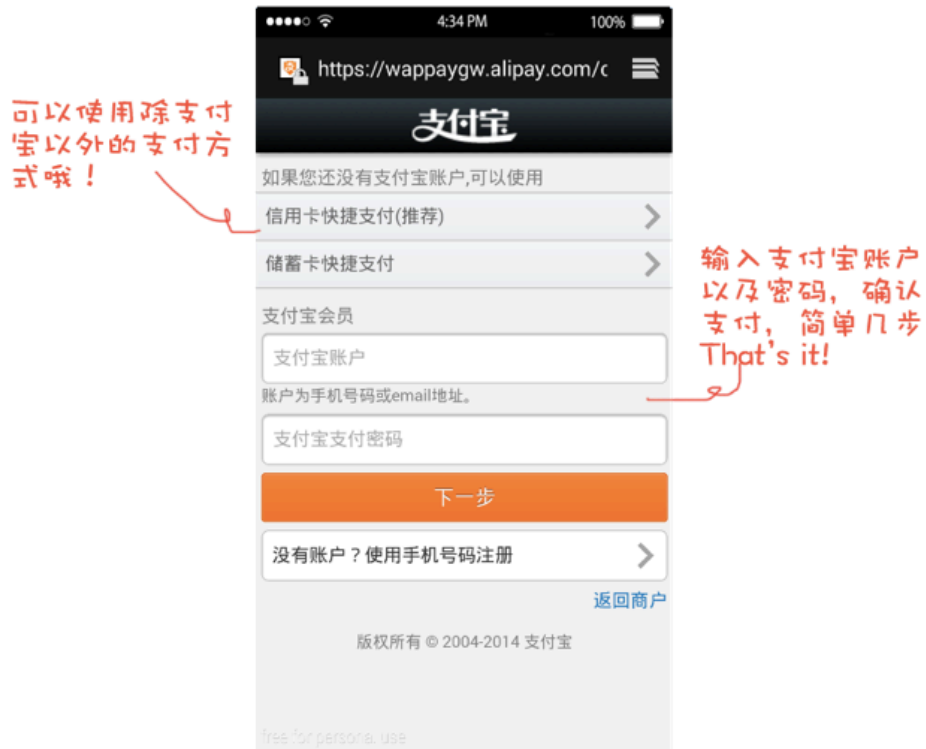 4:34 PM
100%
https://wappaygw.alipay.com/c
支付宝
可以使用除支付
宝以外的支付方
式哦！
如果您还没有支付宝账户,可以使用
信用卡快捷支付(推荐)
储蓄卡快捷支付
输入支付宝账户
以及密码，确认
支付，简单几步
That's it!
支付宝会员
支付宝账户
账户为手机号码或email地址。
支付宝支付密码
下一步
没有账户？使用手机号码注册
返回商户
版权所有 © 2004-2014 支付宝
free for personal use